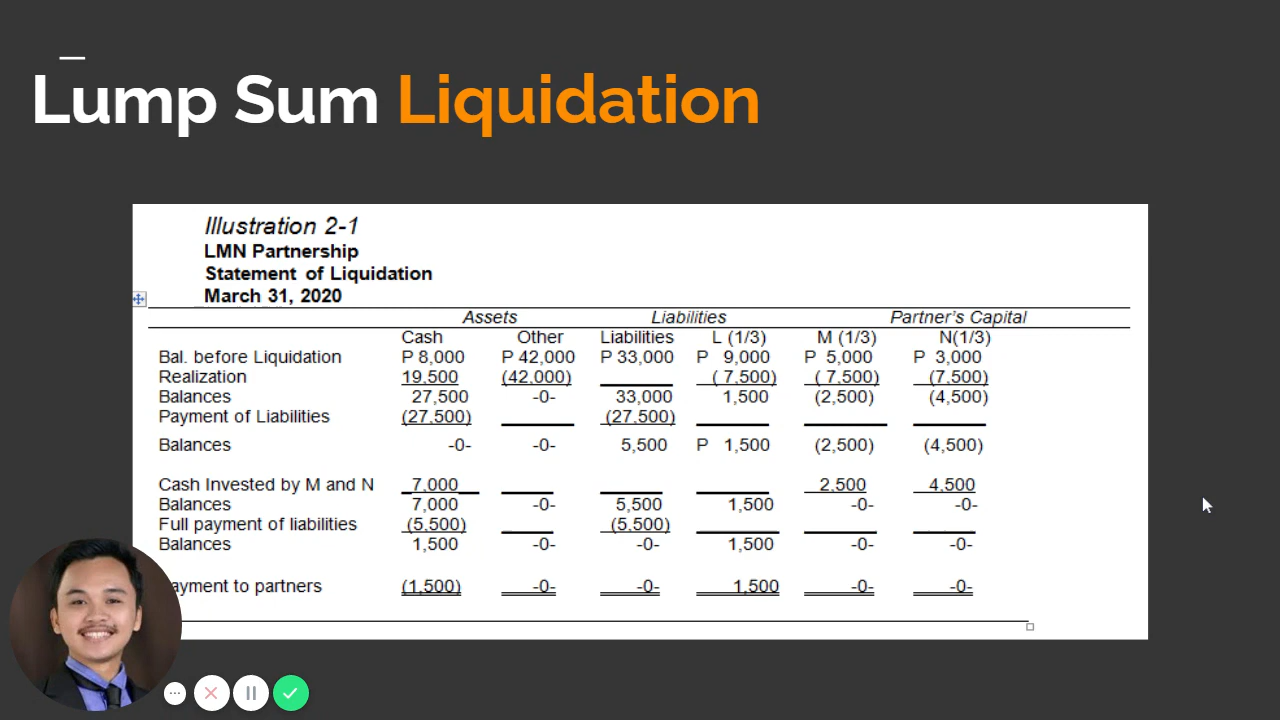 Lump Sum Liquidation
Illustration 2-1
LMN Partnership
Statement of Liquidation
March 31, 2020
Assets Liabilities Partner's Capital
Cash Other Liabilities L (1/3) M (1/3) N(1/3)
Bal. before Liquidation P 8,000 P 42,000 P 33,000 P 9,000 P 5,000 P 3,000
Realization 19,500 (42,000) ( 7,500) ( 7,500) (7,500)
Balances 27,500 -0- 33,000 1,500 (2,500) (4,500)
Payment of Liabilities (27,500) (27,500)
Balances -0- -0- 5,500 P 1,500 (2,500) (4,500)
Cash Invested by M and N 7,000 2,500 4,500
Balances 7,000 -0- 5,500 1,500 -0- -0-
Full payment of liabilities (5,500) (5,500)
Balances 1,500 -0- -0- 1,500 -0- -0-
ayment to partners (1,500) -0- -0- 1,500 -0- -0-